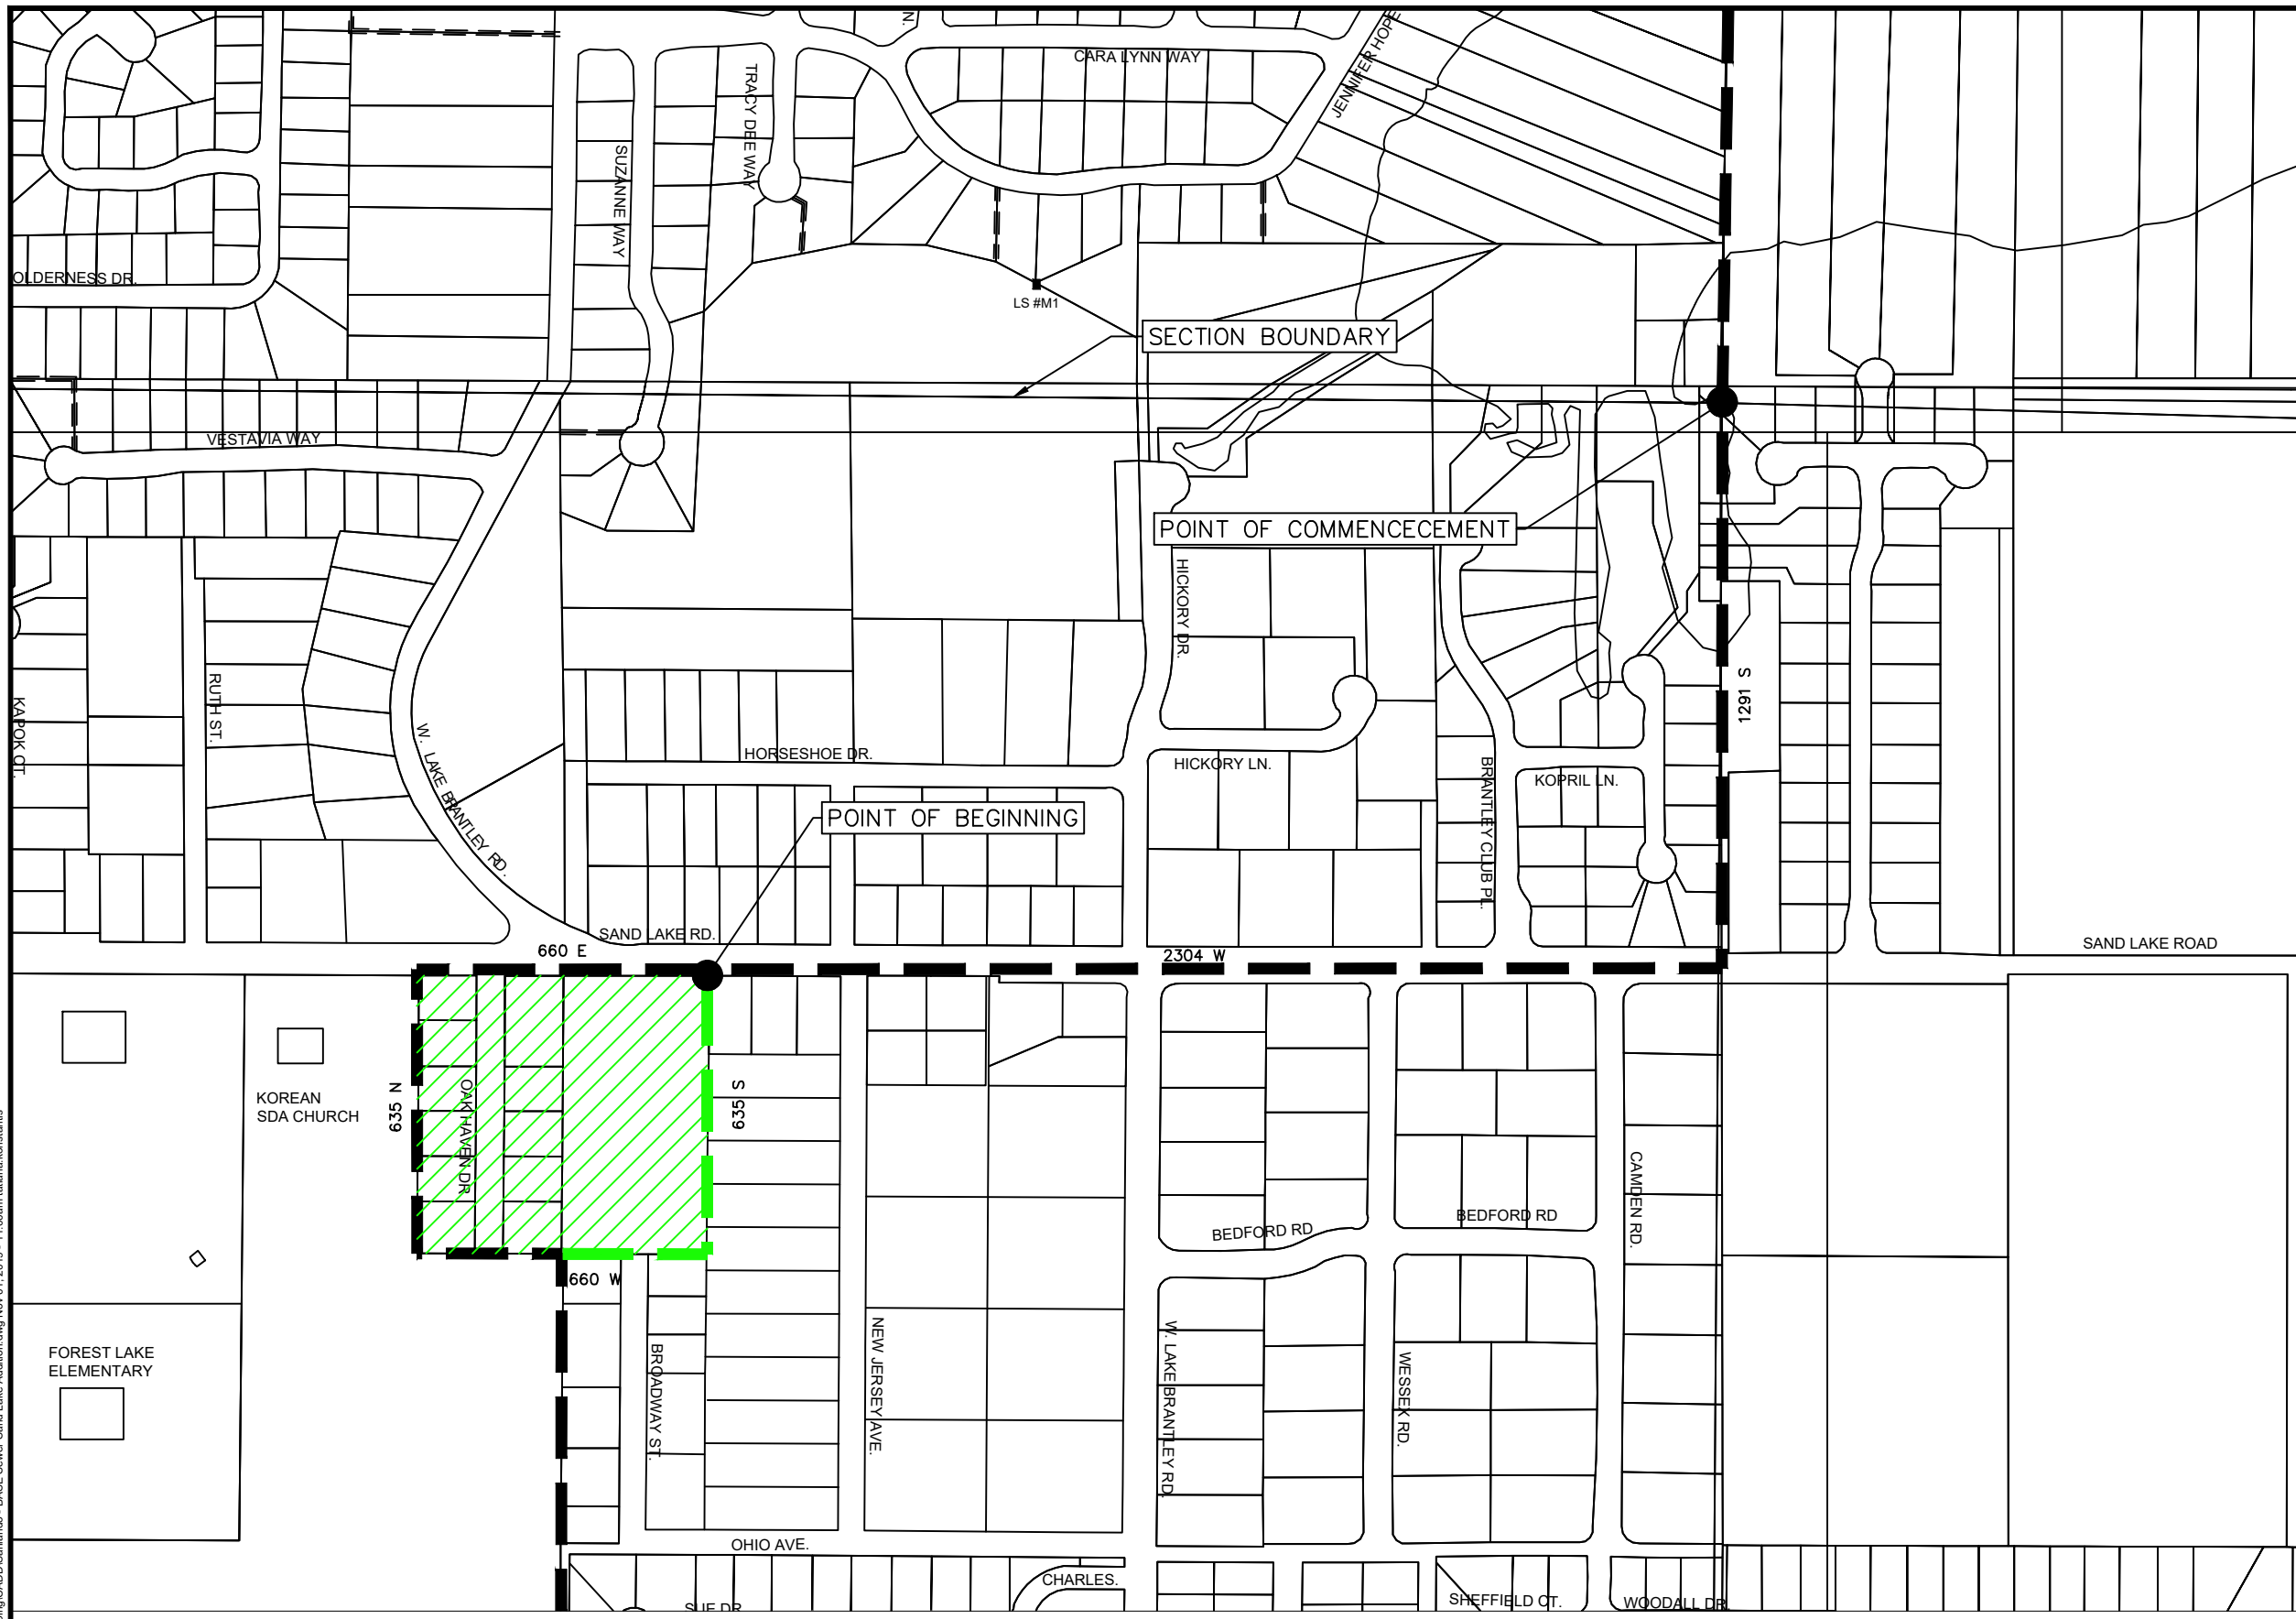 N.
CARA LYNN WAY
JENNIFER HOPE
TRACY DEE WAY
SUZANNE WAY
OLDERNESS DR.
LS #M1
SECTION BOUNDARY
VESTAVIA WAY
POINT OF COMMENCECEMENT
HICKORY DR.
KAPOK CT.
RUTH ST.
W. LAKE BRANTLEY RD.
HORSESHOE DR.
HICKORY LN.
BRANTLEY CLUB PL.
KOPRIL LN.
1291 S
POINT OF BEGINNING
SAND LAKE RD.
660 E
2304 W
SAND LAKE ROAD
KOREAN
SDA CHURCH
635 N
OAK HAVEN DR
635 S
CAMDEN RD.
BEDFORD RD
BEDFORD RD
660 W
FOREST LAKE
ELEMENTARY
BROADWAY ST.
NEW JERSEY AVE.
W. LAKE BRANTLEY RD.
WESSEX RD.
OHIO AVE.
CHARLES.
SUE DR
SHEFFIELD CT.
WOODALL DR.